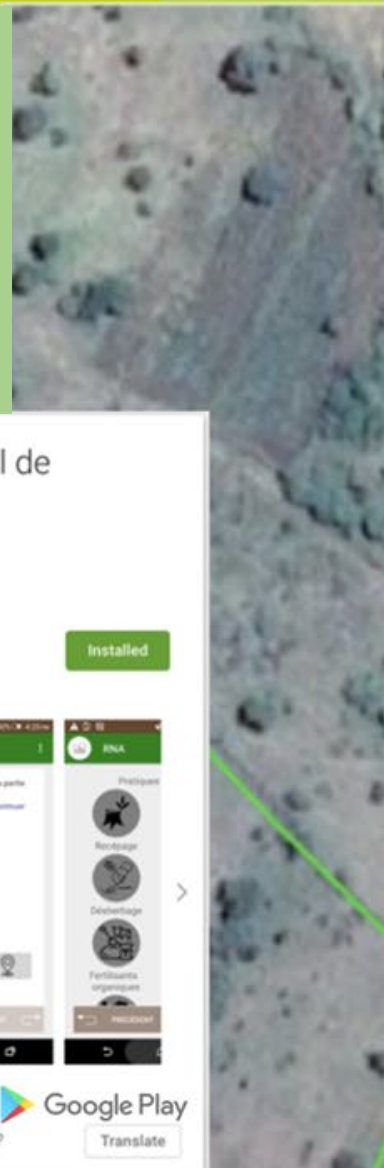 l de
Installed
RNA
Pratiques
Recépage
Désherbage
Fertilisants
organiques
PRÉCÉDENT
Google Play
?
Translate